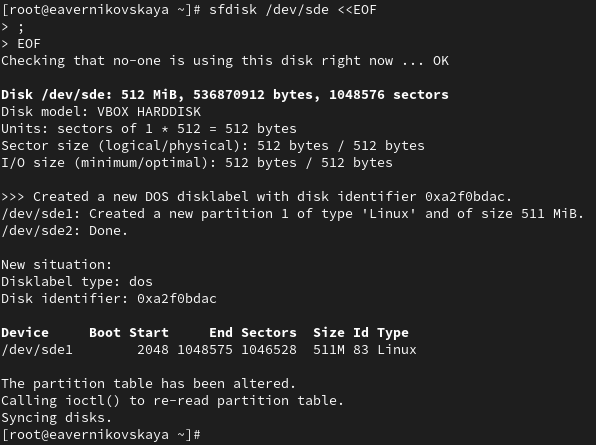 [root@eavernikovskaya ~]# sfdisk /dev/sde <<EOF
> ;
> EOF
Checking that no-one is using this disk right now ... OK
Disk /dev/sde: 512 MiB, 536870912 bytes, 1048576 sectors
Disk model: VBOX HARDDISK
Units: sectors of 1 * 512 = 512 bytes
Sector size (logical/physical): 512 bytes / 512 bytes
I/O size (minimum/optimal): 512 bytes / 512 bytes
>>> Created a new DOS disklabel with disk identifier 0xa2f0bdac.
/dev/sde1: Created a new partition 1 of type 'Linux' and of size 511 MiB.
/dev/sde2: Done.
New situation:
Disklabel type: dos
Disk identifier: 0xa2f0bdac
Device     Boot Start     End Sectors  Size Id Type
/dev/sde1        2048 1048575 1046528  511M 83 Linux
The partition table has been altered.
Calling ioctl() to re-read partition table.
Syncing disks.
[root@eavernikovskaya ~]#